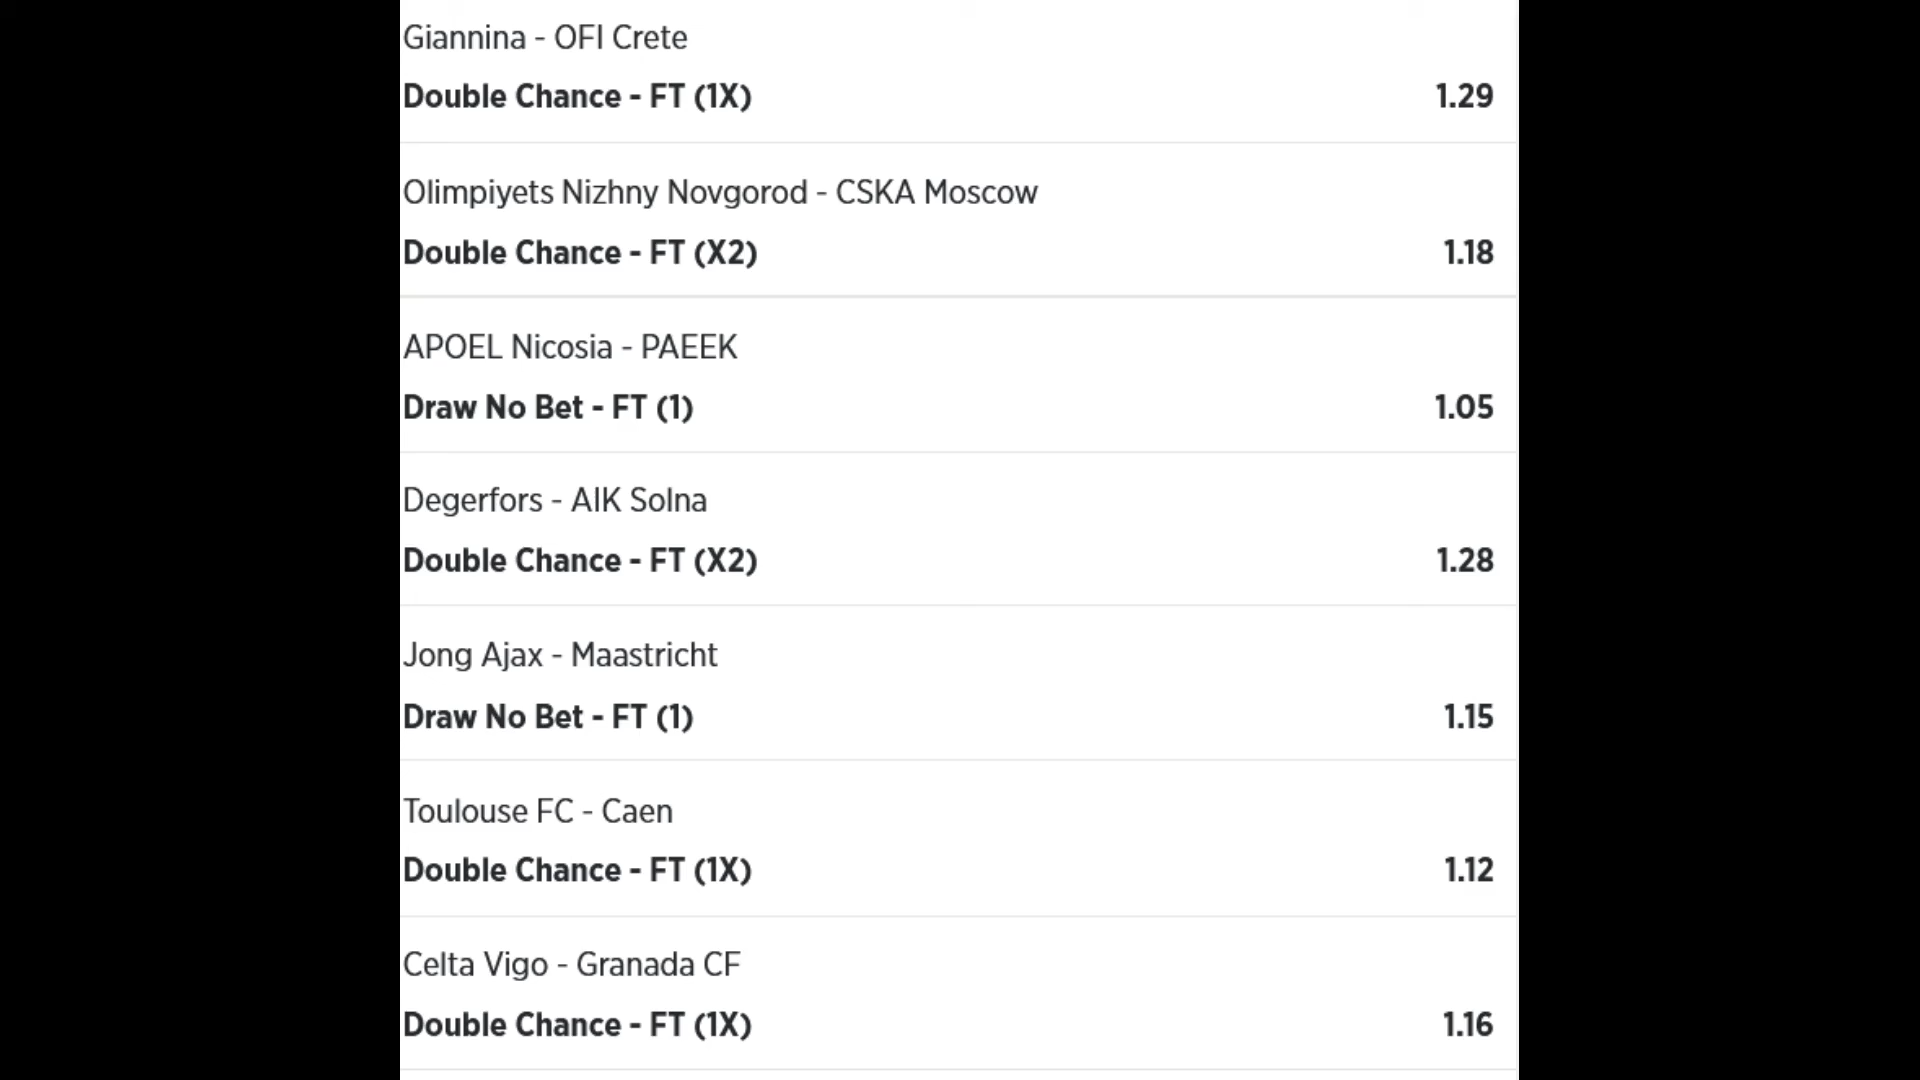 Giannina - OFI Crete
Double Chance - FT (1X) 1.29
Olimpiyets Nizhny Novgorod - CSKA Moscow
Double Chance - FT (X2) 1.18
APOEL Nicosia - PAEEK
Draw No Bet - FT (1) 1.05
Degerfors - AIK Solna
Double Chance - FT (X2) 1.28
Jong Ajax - Maastricht
Draw No Bet - FT (1) 1.15
Toulouse FC - Caen
Double Chance - FT (1X) 1.12
Celta Vigo - Granada CF
Double Chance - FT (1X) 1.16